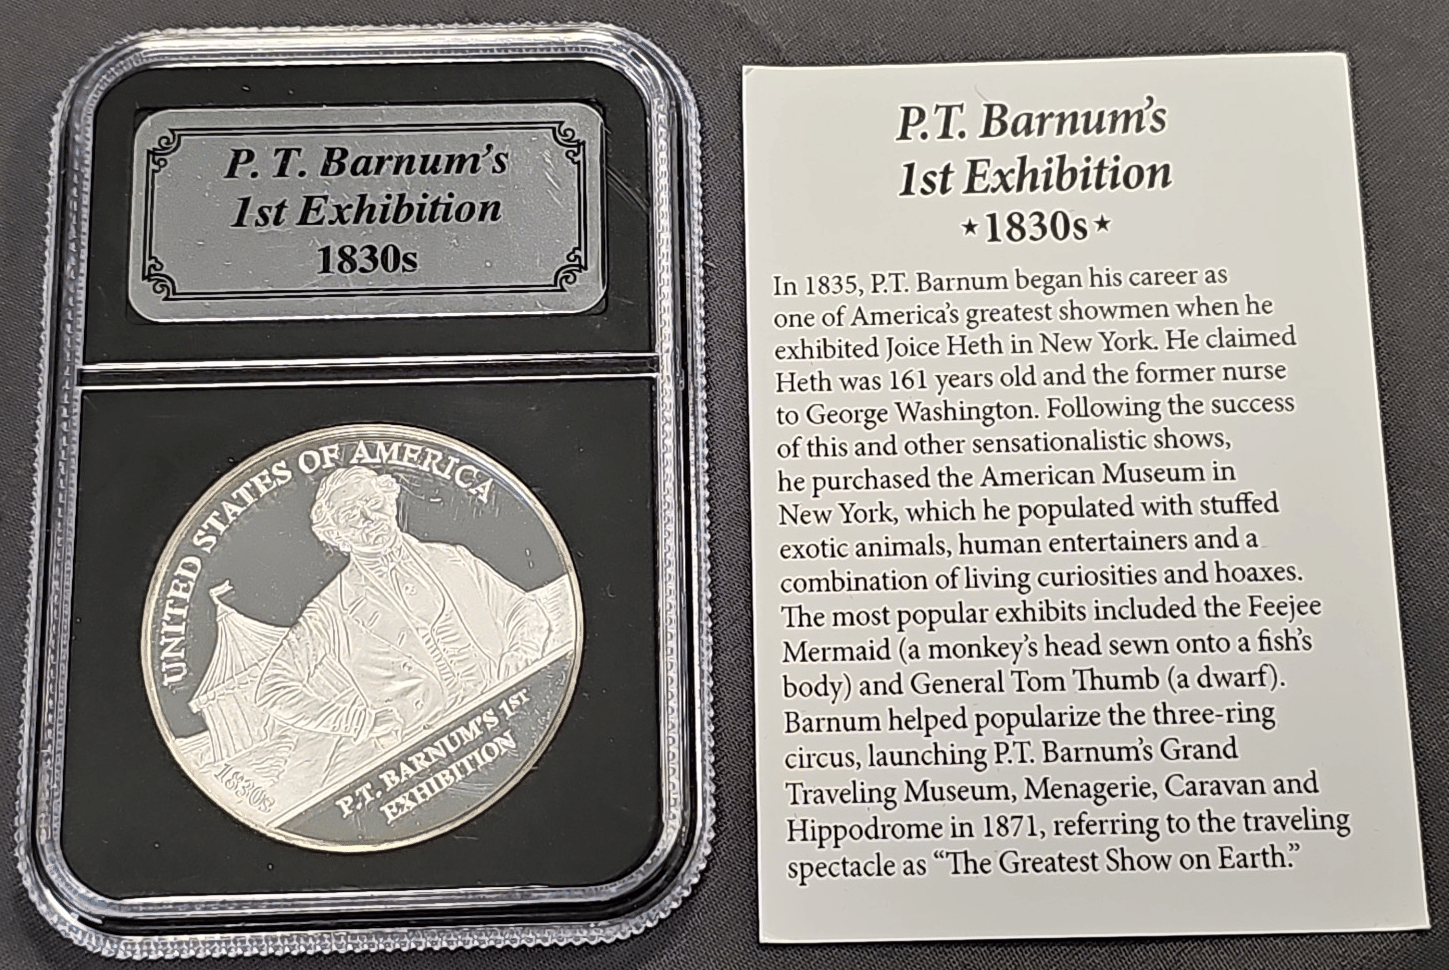 P. T. Barnum's
1st Exhibition
1830s
UNITED STATES OF AMERICA
1830s
P.T. BARNUM'S 1ST
EXHIBITION
P.T. Barnum's
1st Exhibition
★1830s★
In 1835, P.T. Barnum began his career as
one of America's greatest showmen when he
exhibited Joice Heth in New York. He claimed
Heth was 161 years old and the former nurse
to George Washington. Following the success
of this and other sensationalistic shows,
he purchased the American Museum in
New York, which he populated with stuffed
exotic animals, human entertainers and a
combination of living curiosities and hoaxes.
The most popular exhibits included the Feejee
Mermaid (a monkey's head sewn onto a fish's
body) and General Tom Thumb (a dwarf).
Barnum helped popularize the three-ring
circus, launching P.T. Barnum's Grand
Traveling Museum, Menagerie, Caravan and
Hippodrome in 1871, referring to the traveling
spectacle as “The Greatest Show on Earth.”